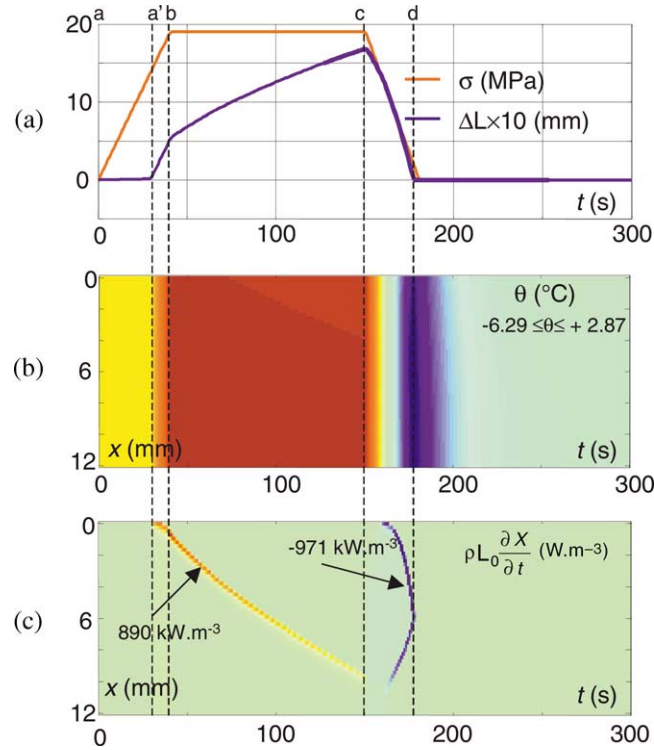 a a' b c d
20
10
0
σ (MPa)
ΔL×10 (mm)
(a)
t (s)
0 100 200 300
0
6
12
θ (°C)
-6.29 ≤θ≤ + 2.87
(b)
x (mm)
t (s)
0 100 200 300
0
6
12
-971 kW.m-3
ρL0 ∂X/∂t (W.m-3)
890 kW.m-3
(c)
x (mm)
t (s)
0 100 200 300